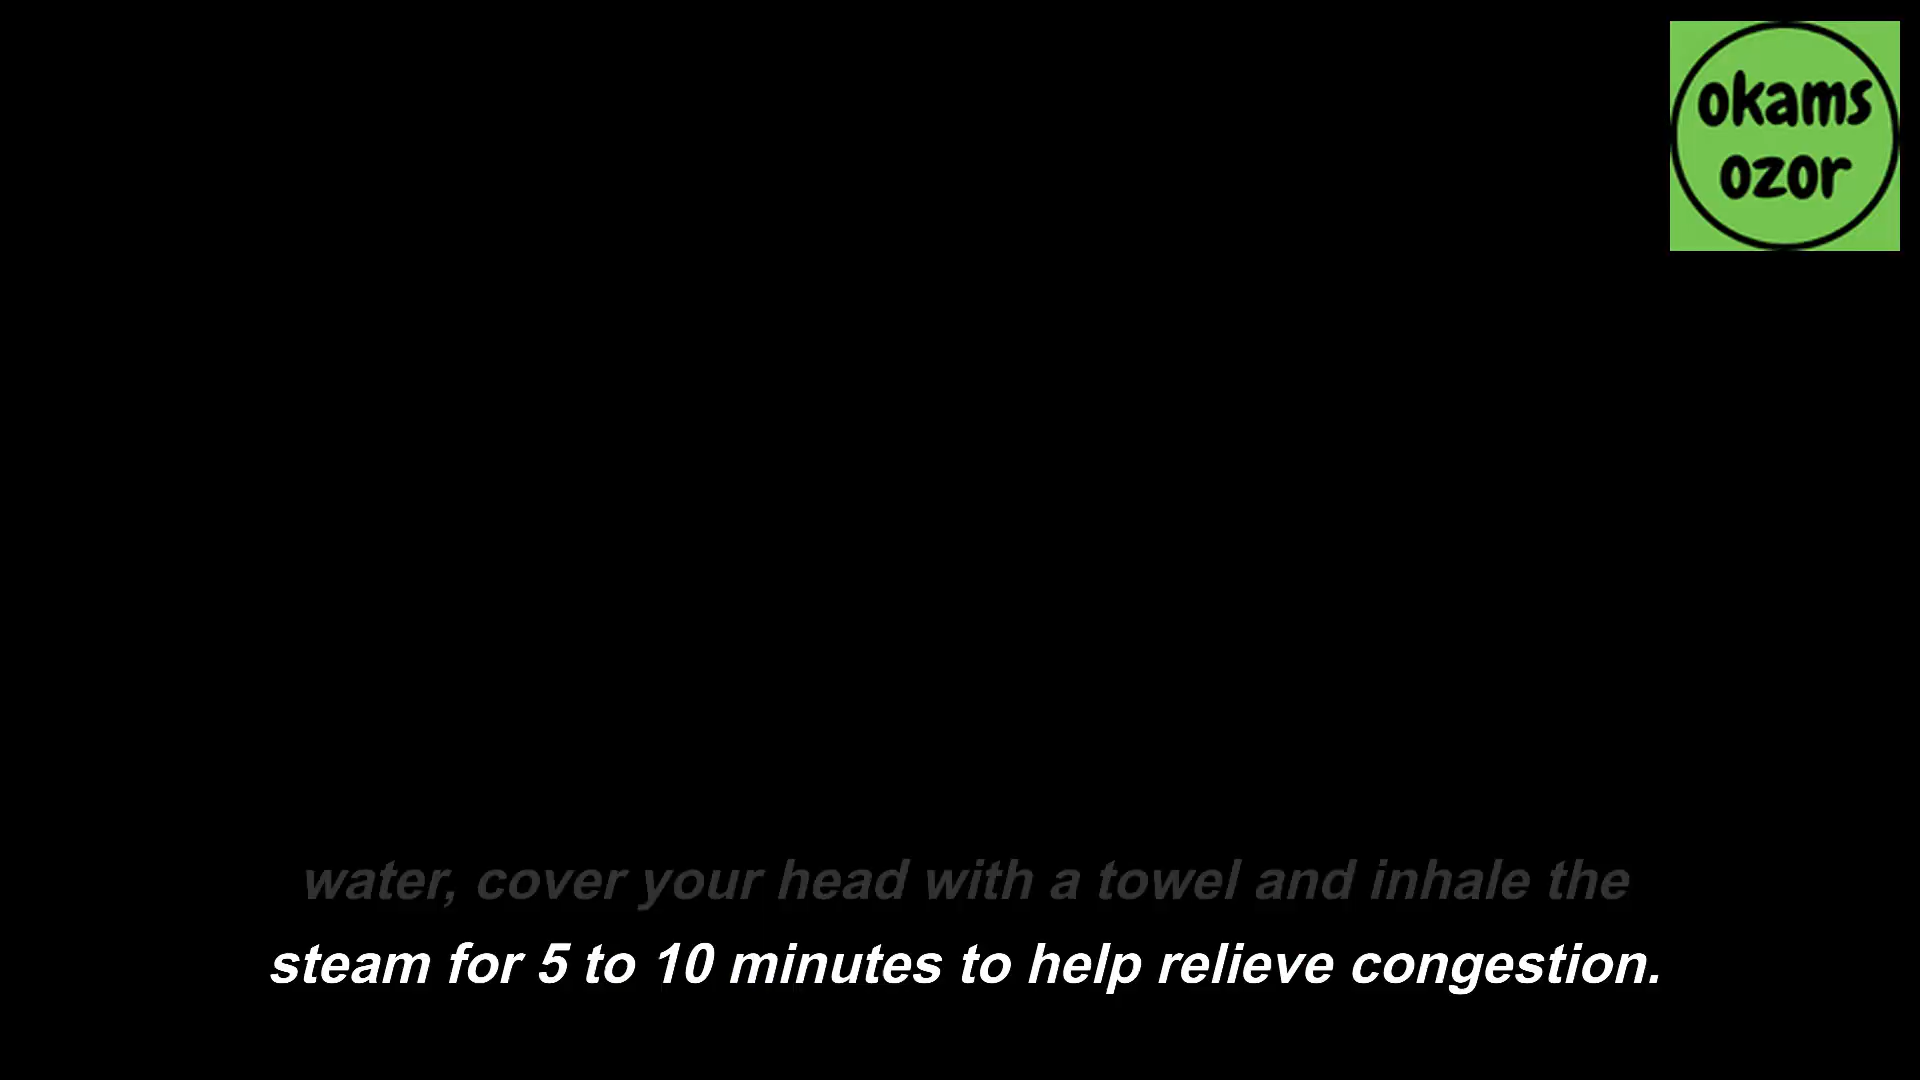 okams
ozor
water, cover your head with a towel and inhale the
steam for 5 to 10 minutes to help relieve congestion.